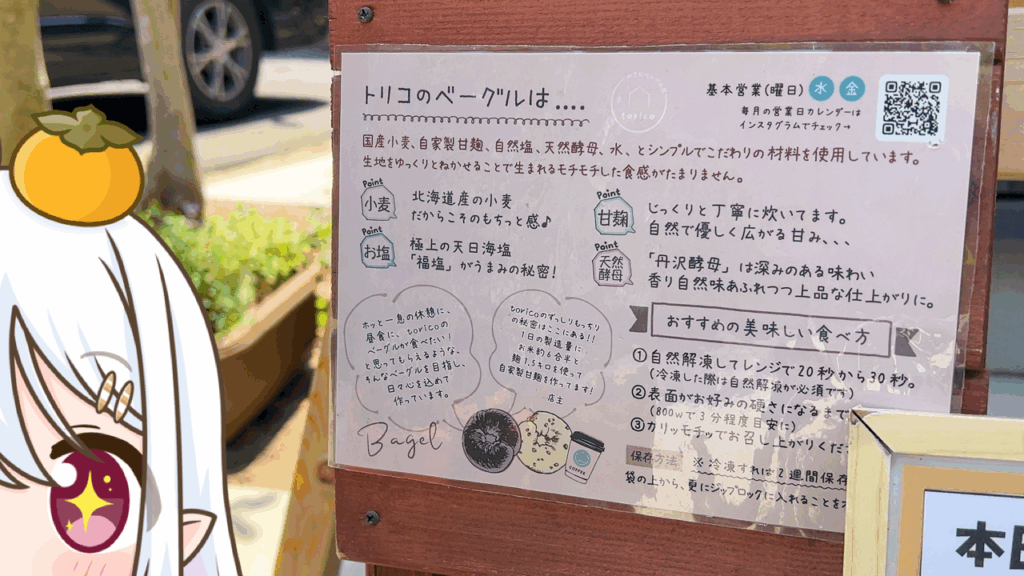 トリコのベーグルは....
torico
基本営業(曜日) 水 金
毎月の営業日カレンダーは
インスタグラムでチェック→
国産小麦、自家製甘麹、自然塩、天然酵母、水、とシンプルでこだわりの材料を使用しています。
生地をゆっくりとねかせることで生まれるモチモチした食感がたまりません。
Point
小麦
北海道産の小麦
だからこそのもちっと感♪
Point
お塩
極上の天日海塩
「福塩」がうまみの秘密!
Point
甘麹
じっくりと丁寧に炊いてます。
自然で優しく広がる甘み、、、
Point
天然
酵母
「丹沢酵母」は深みのある味わい
香り自然味あふれつつ上品な仕上がりに。
ホッと一息の休憩に、
昼食に、toricoの
ベーグルが食べたい!
と思ってもらえるような、
そんなベーグルを目指し、
日々心を込めて
作っています。
toricoのずっしりもっちり
の秘密はここにある!!
1日の製造量に
お米約6合半と
麹1.5キロを使って
自家製甘麹を作ってます!
店主
Bagel
COFFEE
おすすめの美味しい食べ方
①自然解凍してレンジで20秒から30秒。
(冷凍した際は自然解凍が必須です)
②表面がお好みの硬さになるまで
(800wで3分程度目安に)
③カリッモチッでお召し上がりくだ
保存方法 ※冷凍すれば2週間保存
袋の上から、更にジップロックに入れることを
本日